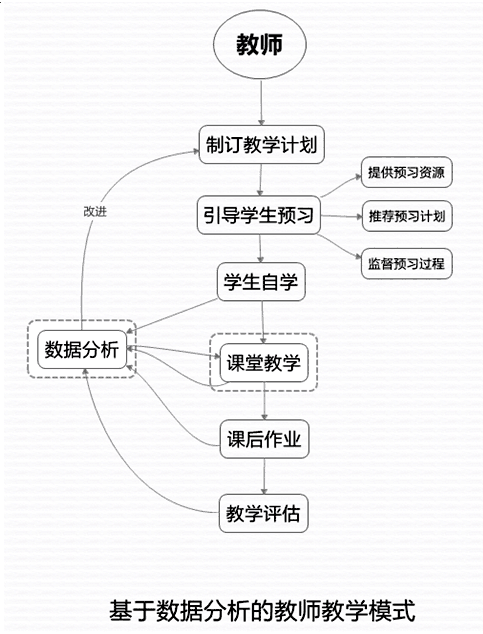 教师
制订教学计划
提供预习资源
改进
引导学生预习
推荐预习计划
监督预习过程
学生自学
数据分析
课堂教学
课后作业
教学评估
基于数据分析的教师教学模式